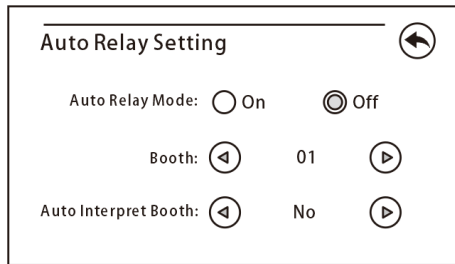 Auto Relay Setting
Auto Relay Mode: On Off
Booth: 01
Auto Interpret Booth: No